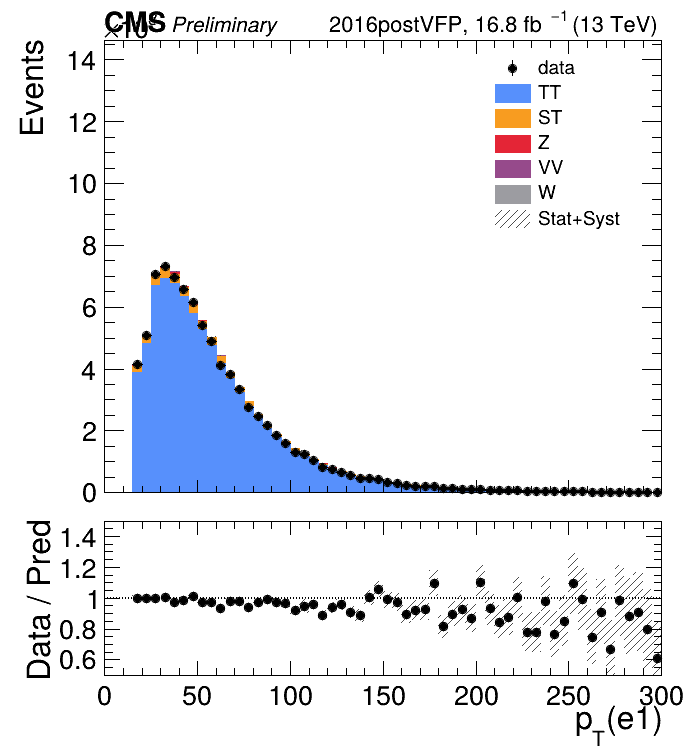 CMS Preliminary 2016postVFP, 16.8 fb⁻¹ (13 TeV)
Events
14
12
10
8
6
4
2
0
data
TT
ST
Z
VV
W
Stat+Syst
Data / Pred
1.4
1.2
1
0.8
0.6
0 50 100 150 200 250 300
p_T(e1)